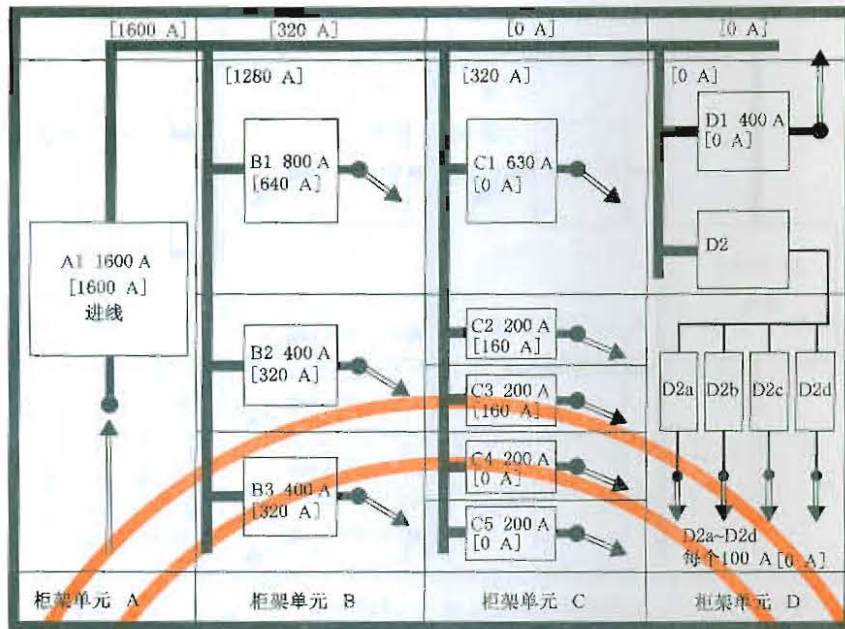 [1600 A]
[320 A]
[0 A]
[0 A]
[1280 A]
[320 A]
[0 A]
A1 1600 A
[1600 A]
进线
B1 800 A
[640 A]
B2 400 A
[320 A]
B3 400 A
[320 A]
C1 630 A
[0 A]
C2 200 A
[160 A]
C3 200 A
[160 A]
C4 200 A
[0 A]
C5 200 A
[0 A]
D1 400 A
[0 A]
D2
D2a
D2b
D2c
D2d
D2a~D2d
每个100 A[0 A]
柜架单元 A
柜架单元 B
柜架单元 C
柜架单元 D